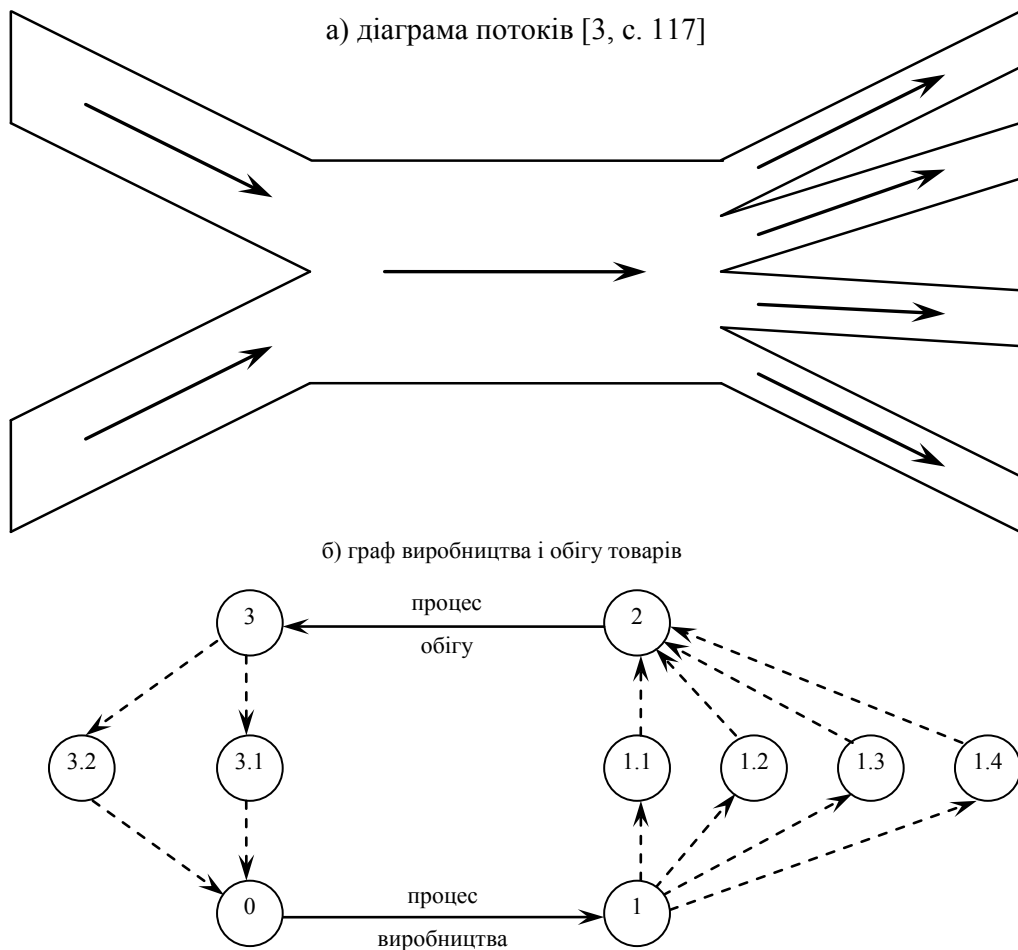 а) діаграма потоків [3, с. 117]
б) граф виробництва і обігу товарів
3
процес
обігу
2
3.2
3.1
1.1
1.2
1.3
1.4
0
процес
виробництва
1